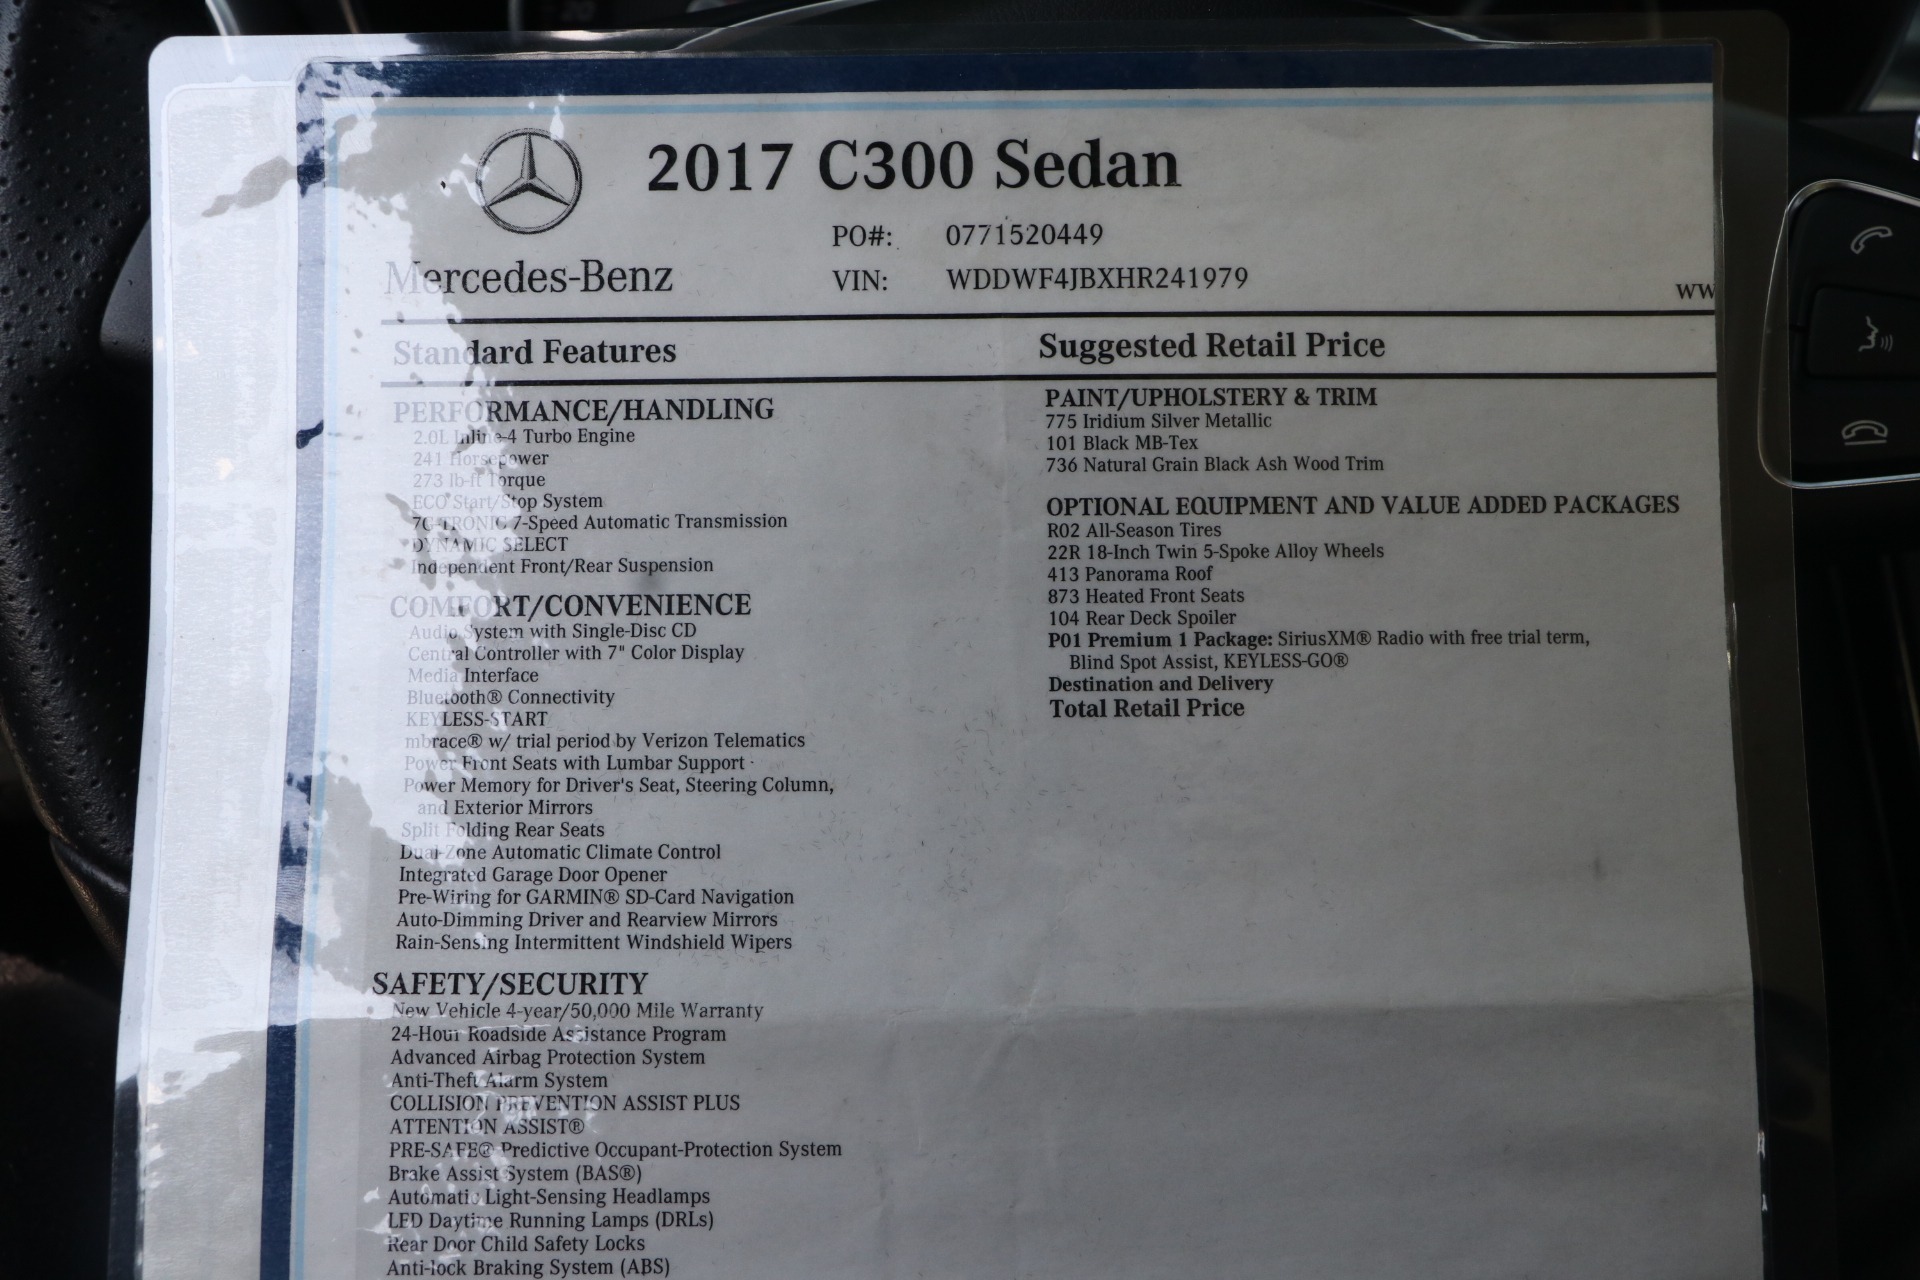 2017 C300 Sedan
PO#: 0771520449
Mercedes-Benz
VIN: WDDWF4JBXHR241979
ww
Standard Features
PERFORMANCE/HANDLING
2.0L Inline-4 Turbo Engine
241 Horsepower
273 lb-ft Torque
ECO Start/Stop System
7G-TRONIC 7-Speed Automatic Transmission
DYNAMIC SELECT
Independent Front/Rear Suspension
COMFORT/CONVENIENCE
Audio System with Single-Disc CD
Central Controller with 7" Color Display
Media Interface
Bluetooth® Connectivity
KEYLESS-START
mbrace® w/ trial period by Verizon Telematics
Power Front Seats with Lumbar Support
Power Memory for Driver's Seat, Steering Column,
and Exterior Mirrors
Split Folding Rear Seats
Dual-Zone Automatic Climate Control
Integrated Garage Door Opener
Pre-Wiring for GARMIN® SD-Card Navigation
Auto-Dimming Driver and Rearview Mirrors
Rain-Sensing Intermittent Windshield Wipers
SAFETY/SECURITY
New Vehicle 4-year/50,000 Mile Warranty
24-Hour Roadside Assistance Program
Advanced Airbag Protection System
Anti-Theft Alarm System
COLLISION PREVENTION ASSIST PLUS
ATTENTION ASSIST®
PRE-SAFE® Predictive Occupant-Protection System
Brake Assist System (BAS®)
Automatic Light-Sensing Headlamps
LED Daytime Running Lamps (DRLs)
Rear Door Child Safety Locks
Anti-lock Braking System (ABS)
Suggested Retail Price
PAINT/UPHOLSTERY & TRIM
775 Iridium Silver Metallic
101 Black MB-Tex
736 Natural Grain Black Ash Wood Trim
OPTIONAL EQUIPMENT AND VALUE ADDED PACKAGES
R02 All-Season Tires
22R 18-Inch Twin 5-Spoke Alloy Wheels
413 Panorama Roof
873 Heated Front Seats
104 Rear Deck Spoiler
P01 Premium 1 Package: SiriusXM® Radio with free trial term,
Blind Spot Assist, KEYLESS-GO®
Destination and Delivery
Total Retail Price